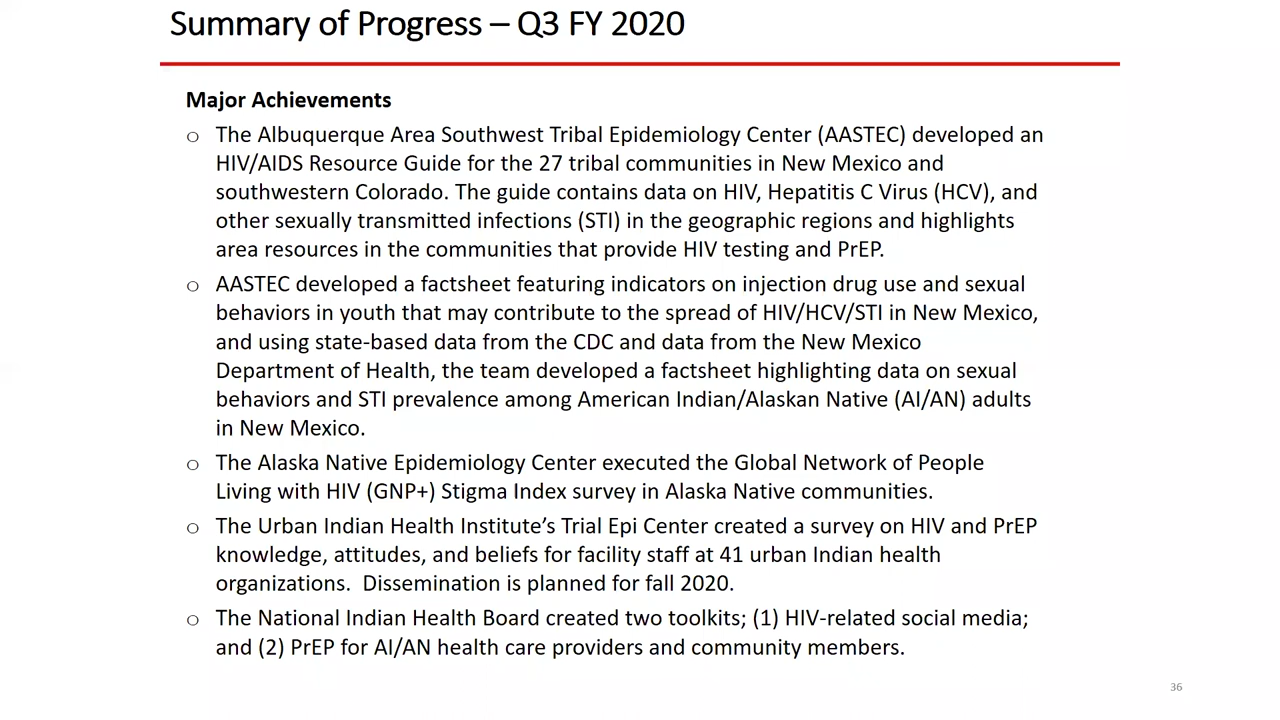 Summary of Progress – Q3 FY 2020
Major Achievements
o The Albuquerque Area Southwest Tribal Epidemiology Center (AASTEC) developed an
HIV/AIDS Resource Guide for the 27 tribal communities in New Mexico and
southwestern Colorado. The guide contains data on HIV, Hepatitis C Virus (HCV), and
other sexually transmitted infections (STI) in the geographic regions and highlights
area resources in the communities that provide HIV testing and PrEP.
o AASTEC developed a factsheet featuring indicators on injection drug use and sexual
behaviors in youth that may contribute to the spread of HIV/HCV/STI in New Mexico,
and using state-based data from the CDC and data from the New Mexico
Department of Health, the team developed a factsheet highlighting data on sexual
behaviors and STI prevalence among American Indian/Alaskan Native (AI/AN) adults
in New Mexico.
o The Alaska Native Epidemiology Center executed the Global Network of People
Living with HIV (GNP+) Stigma Index survey in Alaska Native communities.
o The Urban Indian Health Institute’s Trial Epi Center created a survey on HIV and PrEP
knowledge, attitudes, and beliefs for facility staff at 41 urban Indian health
organizations.  Dissemination is planned for fall 2020.
o The National Indian Health Board created two toolkits; (1) HIV-related social media;
and (2) PrEP for AI/AN health care providers and community members.
36